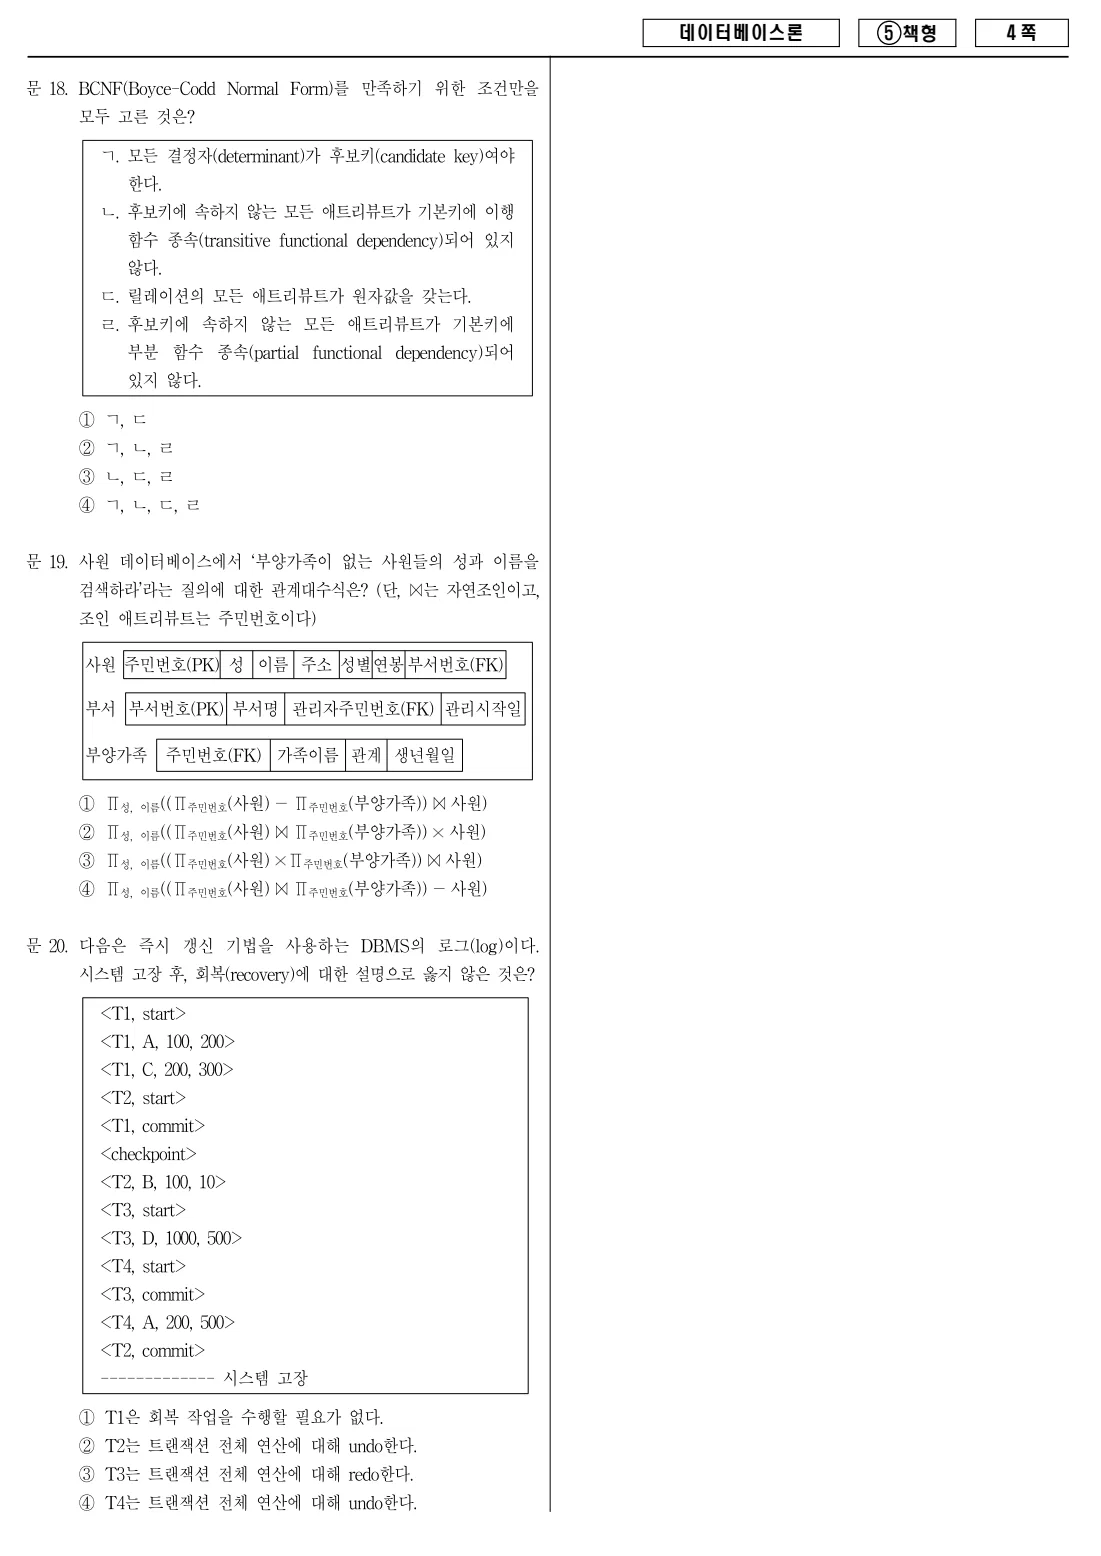 데이터베이스론 ⑤책형 4쪽
문 18. BCNF(Boyce-Codd Normal Form)를 만족하기 위한 조건만을
모두 고른 것은?
ㄱ. 모든 결정자(determinant)가 후보키(candidate key)여야
한다.
ㄴ. 후보키에 속하지 않는 모든 애트리뷰트가 기본키에 이행
함수 종속(transitive functional dependency)되어 있지
않다.
ㄷ. 릴레이션의 모든 애트리뷰트가 원자값을 갖는다.
ㄹ. 후보키에 속하지 않는 모든 애트리뷰트가 기본키에
부분 함수 종속(partial functional dependency)되어
있지 않다.
① ㄱ, ㄷ
② ㄱ, ㄴ, ㄹ
③ ㄴ, ㄷ, ㄹ
④ ㄱ, ㄴ, ㄷ, ㄹ
문 19. 사원 데이터베이스에서 ‘부양가족이 없는 사원들의 성과 이름을
검색하라’라는 질의에 대한 관계대수식은? (단, ⋈는 자연조인이고,
조인 애트리뷰트는 주민번호이다)
사원 주민번호(PK) 성 이름 주소 성별 연봉 부서번호(FK)
부서 부서번호(PK) 부서명 관리자주민번호(FK) 관리시작일
부양가족 주민번호(FK) 가족이름 관계 생년월일
① Π성, 이름((Π주민번호(사원) − Π주민번호(부양가족)) ⋈ 사원)
② Π성, 이름((Π주민번호(사원) ⋈ Π주민번호(부양가족)) × 사원)
③ Π성, 이름((Π주민번호(사원) × Π주민번호(부양가족)) ⋈ 사원)
④ Π성, 이름((Π주민번호(사원) ⋈ Π주민번호(부양가족)) − 사원)
문 20. 다음은 즉시 갱신 기법을 사용하는 DBMS의 로그(log)이다.
시스템 고장 후, 회복(recovery)에 대한 설명으로 옳지 않은 것은?
<T1, start>
<T1, A, 100, 200>
<T1, C, 200, 300>
<T2, start>
<T1, commit>
<checkpoint>
<T2, B, 100, 10>
<T3, start>
<T3, D, 1000, 500>
<T4, start>
<T3, commit>
<T4, A, 200, 500>
<T2, commit>
------------- 시스템 고장
① T1은 회복 작업을 수행할 필요가 없다.
② T2는 트랜잭션 전체 연산에 대해 undo한다.
③ T3는 트랜잭션 전체 연산에 대해 redo한다.
④ T4는 트랜잭션 전체 연산에 대해 undo한다.